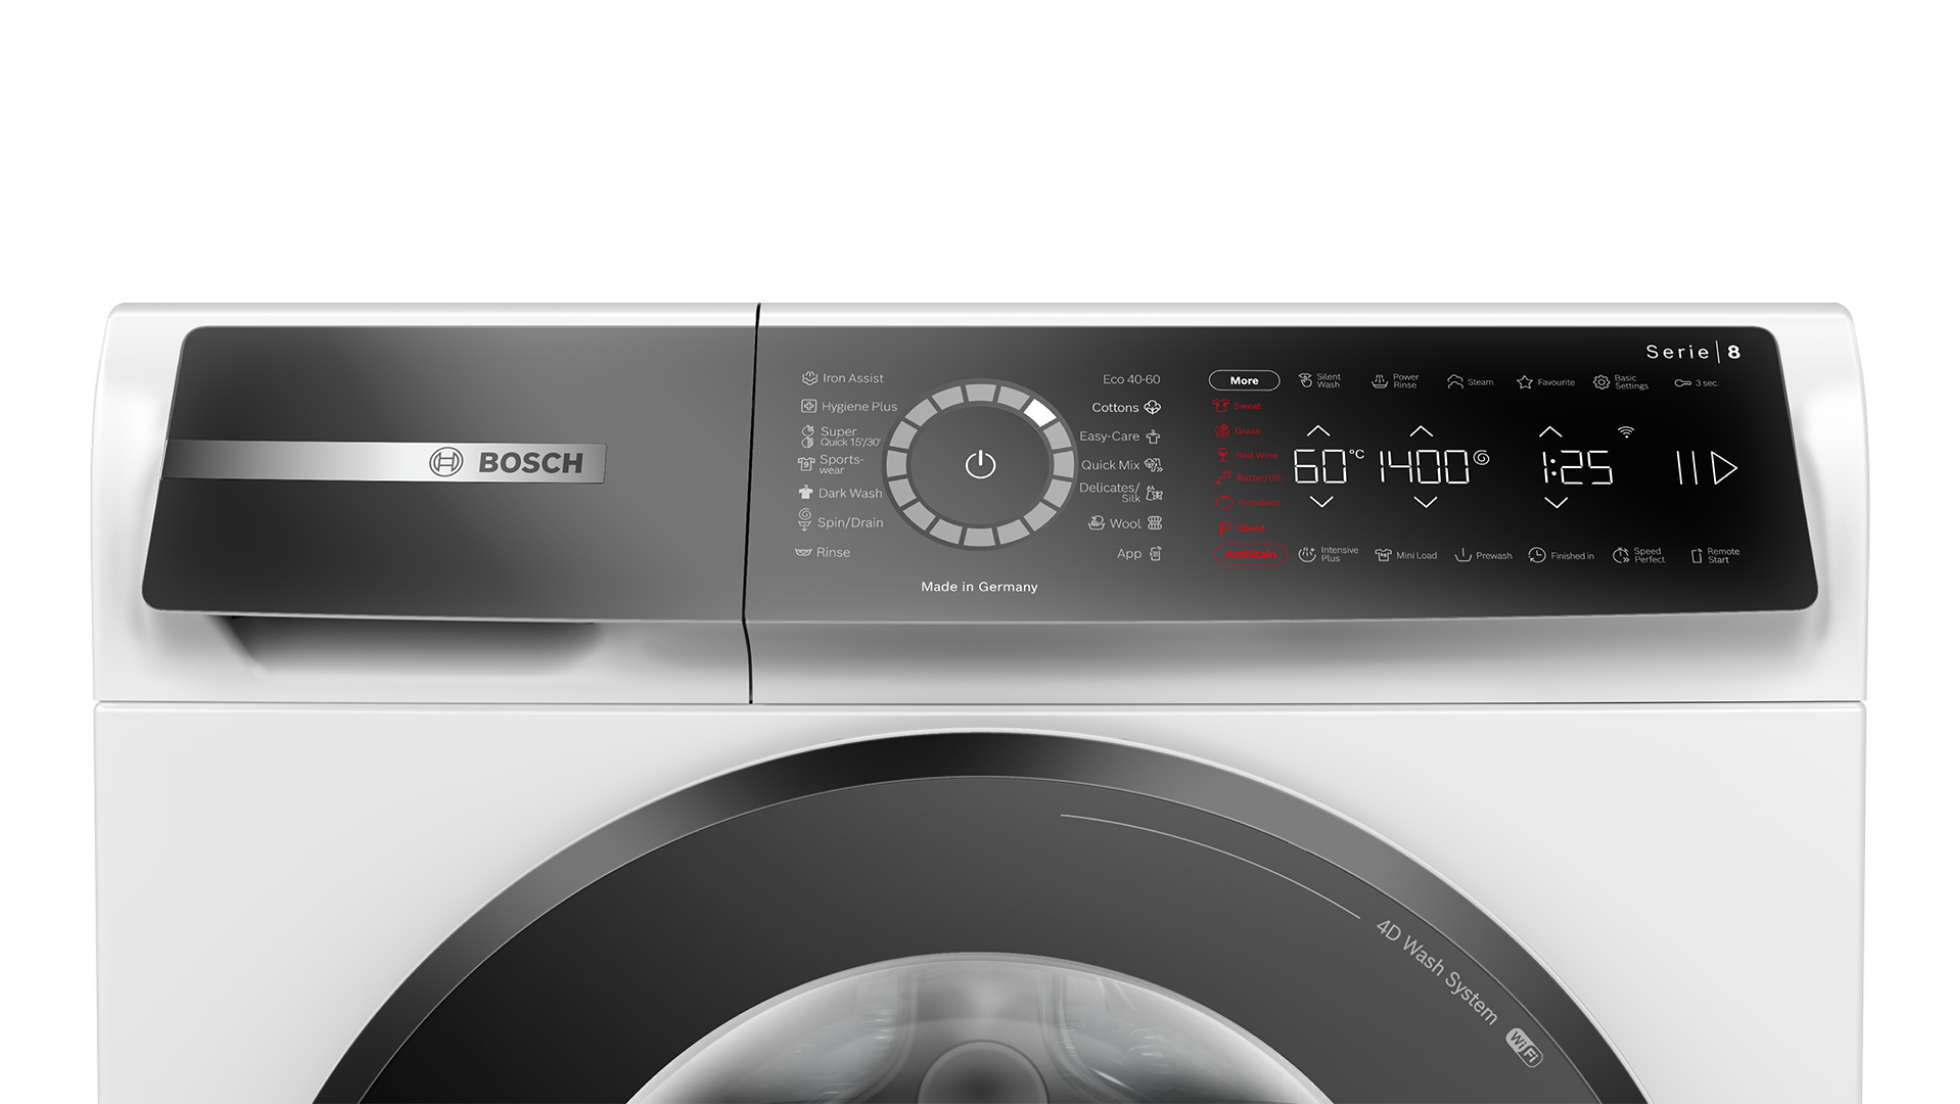 Serie | 8
BOSCH
Iron Assist
Hygiene Plus
Super
Quick 15'/30'
Sports-
wear
Dark Wash
Spin/Drain
Rinse
Eco 40-60
Cottons
Easy-Care
Quick Mix
Delicates/
Silk
Wool
App
Made in Germany
More
Silent
Wash
Power
Rinse
Steam
Favourite
Basic
Settings
3 sec.
Sweat
Grass
Red Wine
Butter/Oil
Tomatoes
Blood
AntiStain
60°C
1400
1:25
Intensive
Plus
Mini Load
Prewash
Finished in
Speed
Perfect
Remote
Start
4D Wash System
WiFi